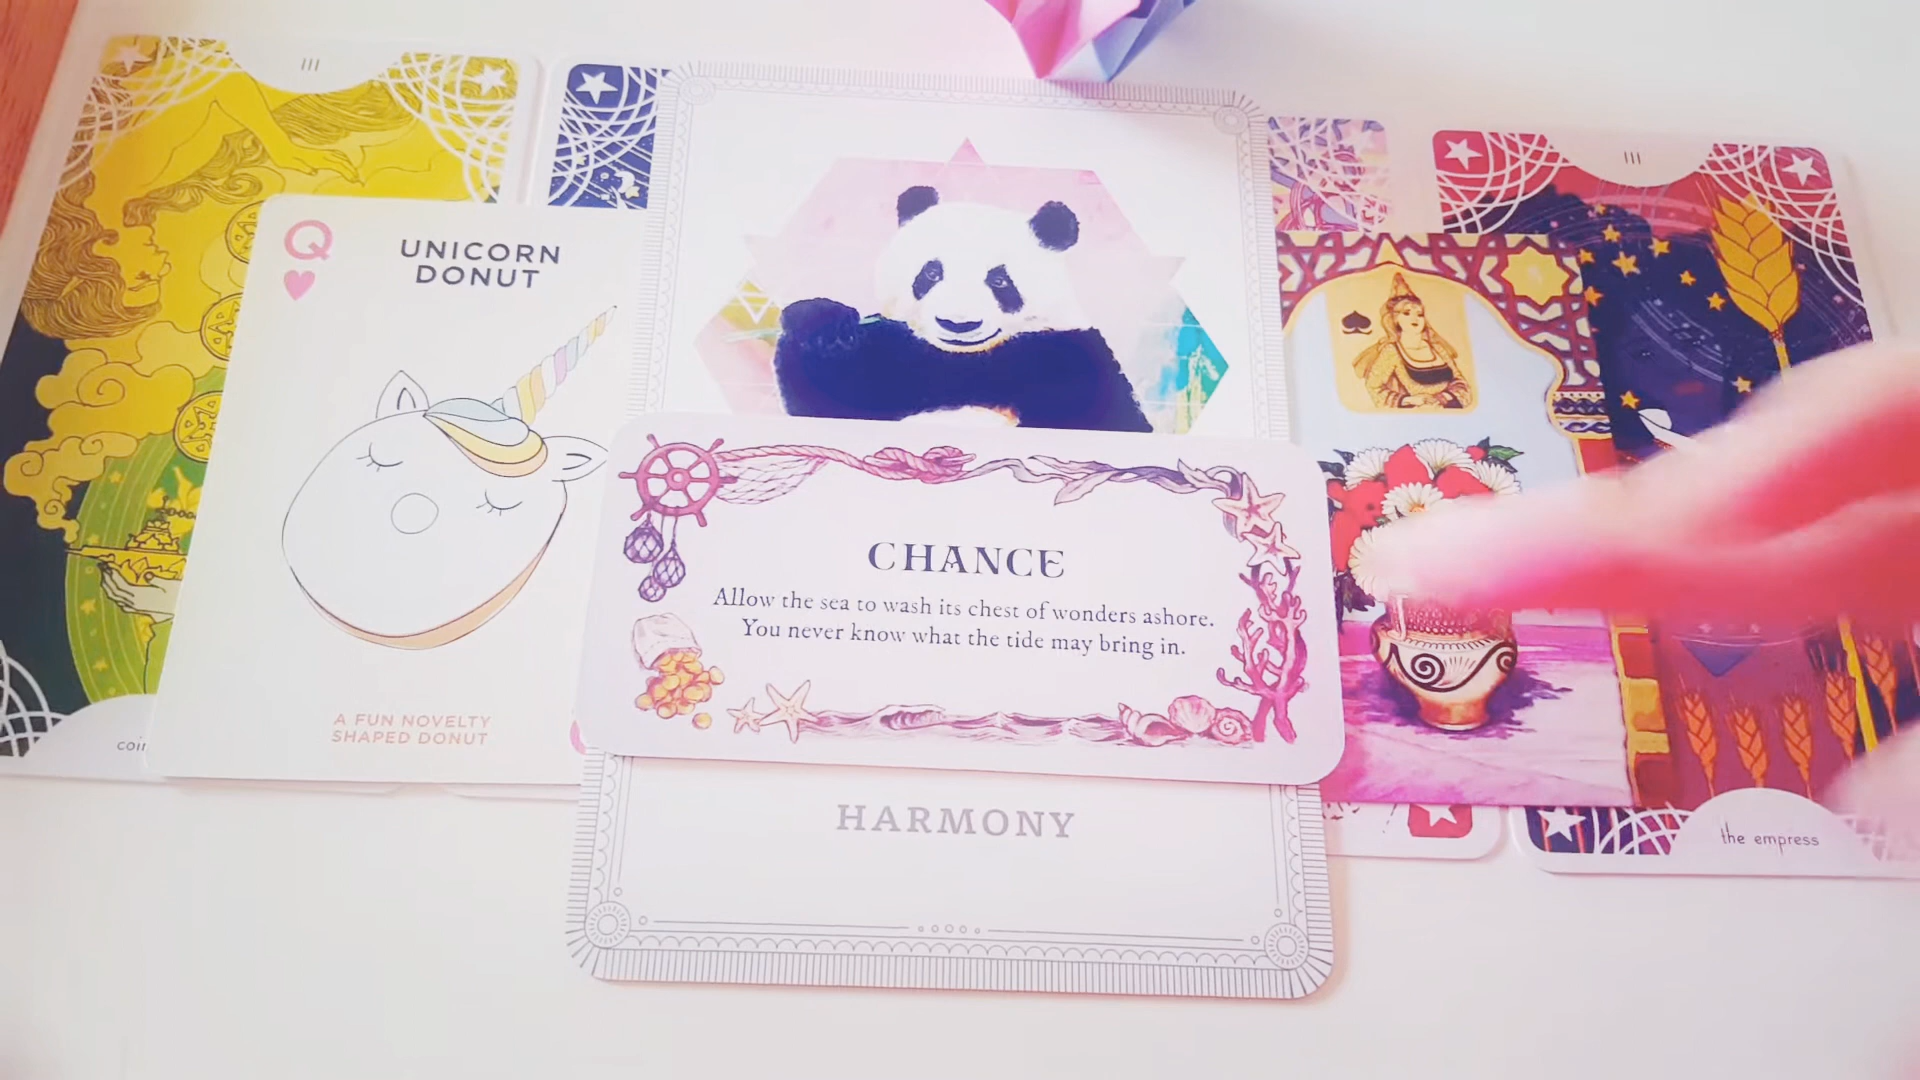 III
Q
UNICORN
DONUT
A FUN NOVELTY
SHAPED DONUT
CHANCE
Allow the sea to wash its chest of wonders ashore.
You never know what the tide may bring in.
HARMONY
III
the empress